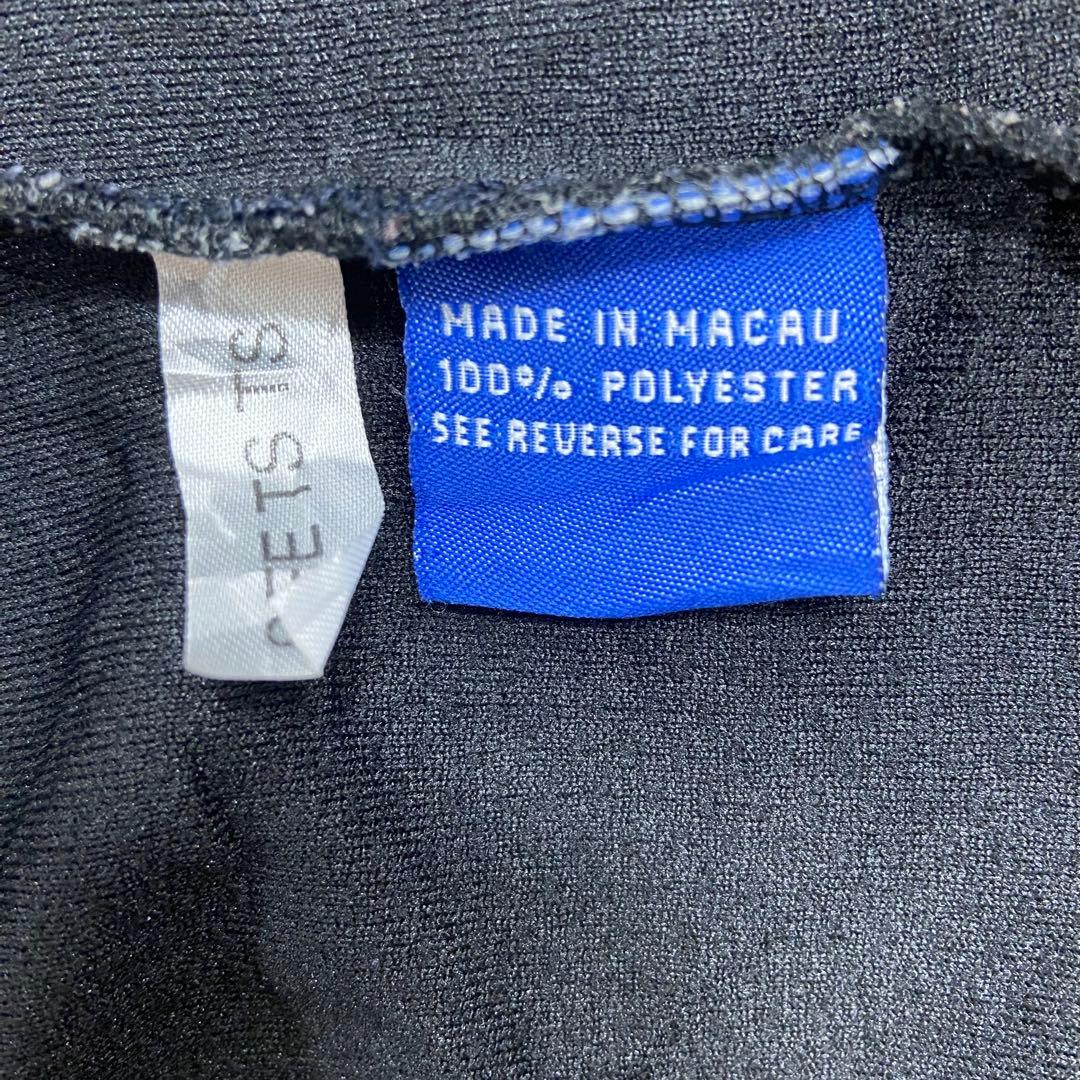 MADE IN MACAU
100% POLYESTER
SEE REVERSE FOR CARE